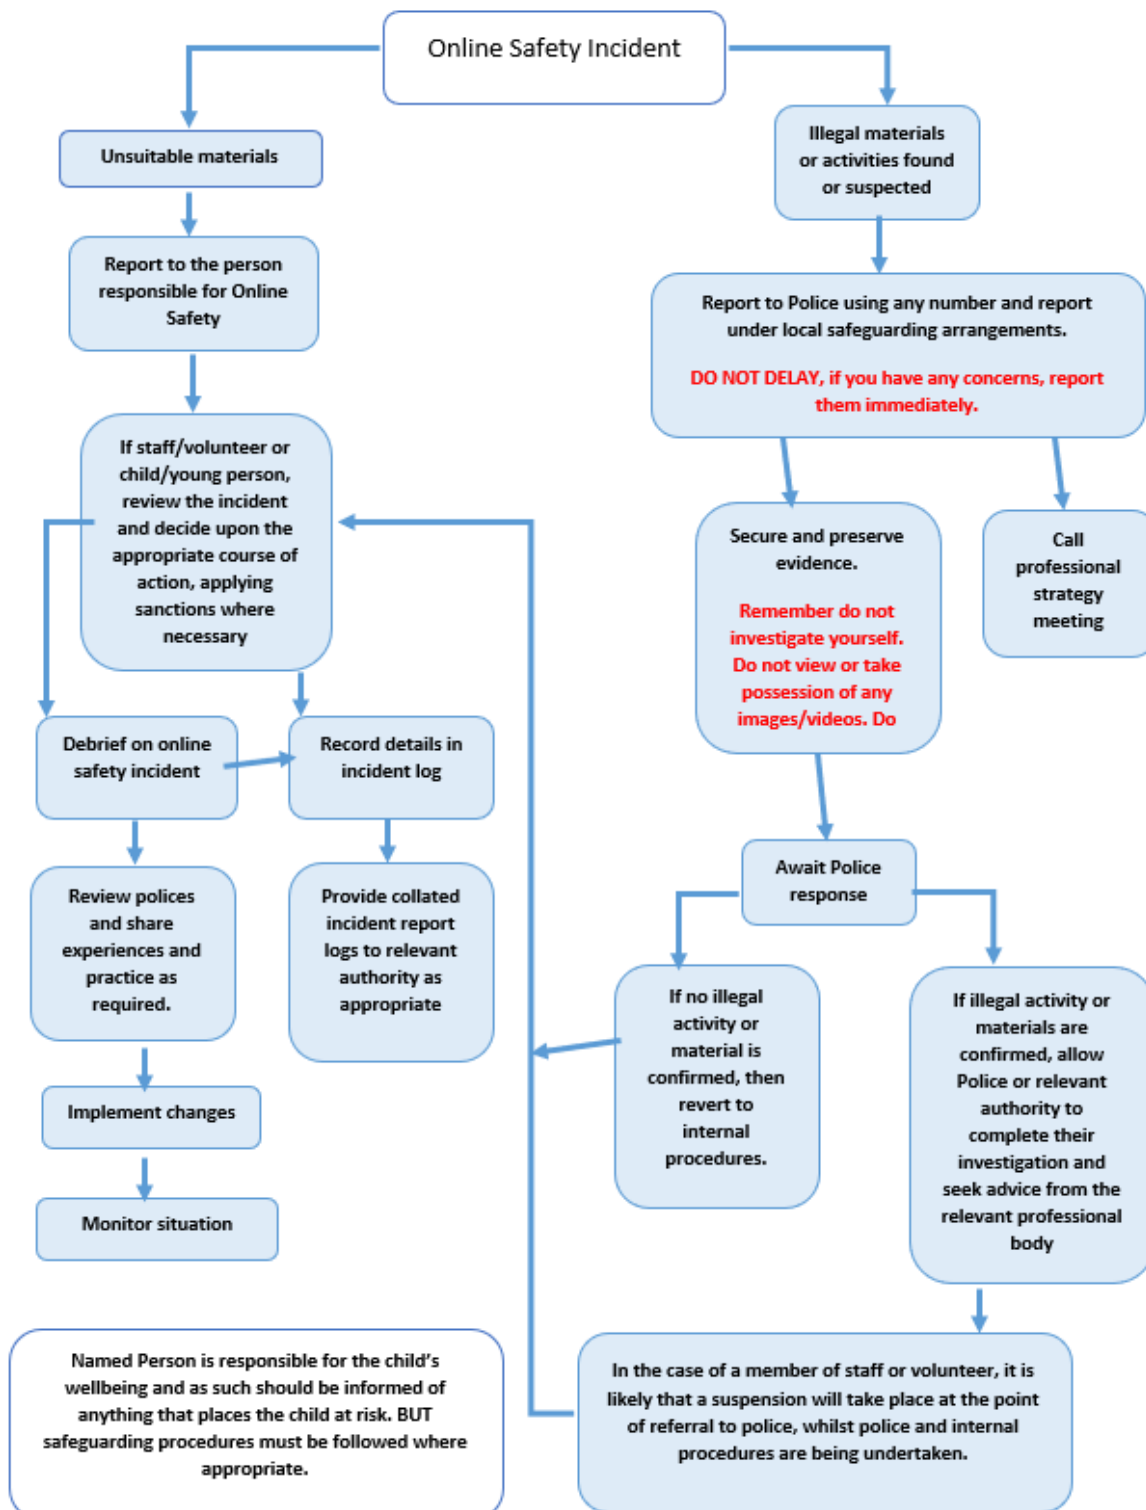 Online Safety Incident
Unsuitable materials
Report to the person
responsible for Online
Safety
If staff/volunteer or
child/young person,
review the incident
and decide upon the
appropriate course of
action, applying
sanctions where
necessary
Debrief on online
safety incident
Record details in
incident log
Review polices
and share
experiences and
practice as
required.
Provide collated
incident report
logs to relevant
authority as
appropriate
Implement changes
Monitor situation
Illegal materials
or activities found
or suspected
Report to Police using any number and report
under local safeguarding arrangements.
DO NOT DELAY, if you have any concerns, report
them immediately.
Secure and preserve
evidence.
Remember do not
investigate yourself.
Do not view or take
possession of any
images/videos. Do
Call
professional
strategy
meeting
Await Police
response
If no illegal
activity or
material is
confirmed, then
revert to
internal
procedures.
If illegal activity or
materials are
confirmed, allow
Police or relevant
authority to
complete their
investigation and
seek advice from the
relevant professional
body
In the case of a member of staff or volunteer, it is
likely that a suspension will take place at the point
of referral to police, whilst police and internal
procedures are being undertaken.
Named Person is responsible for the child's
wellbeing and as such should be informed of
anything that places the child at risk. BUT
safeguarding procedures must be followed where
appropriate.